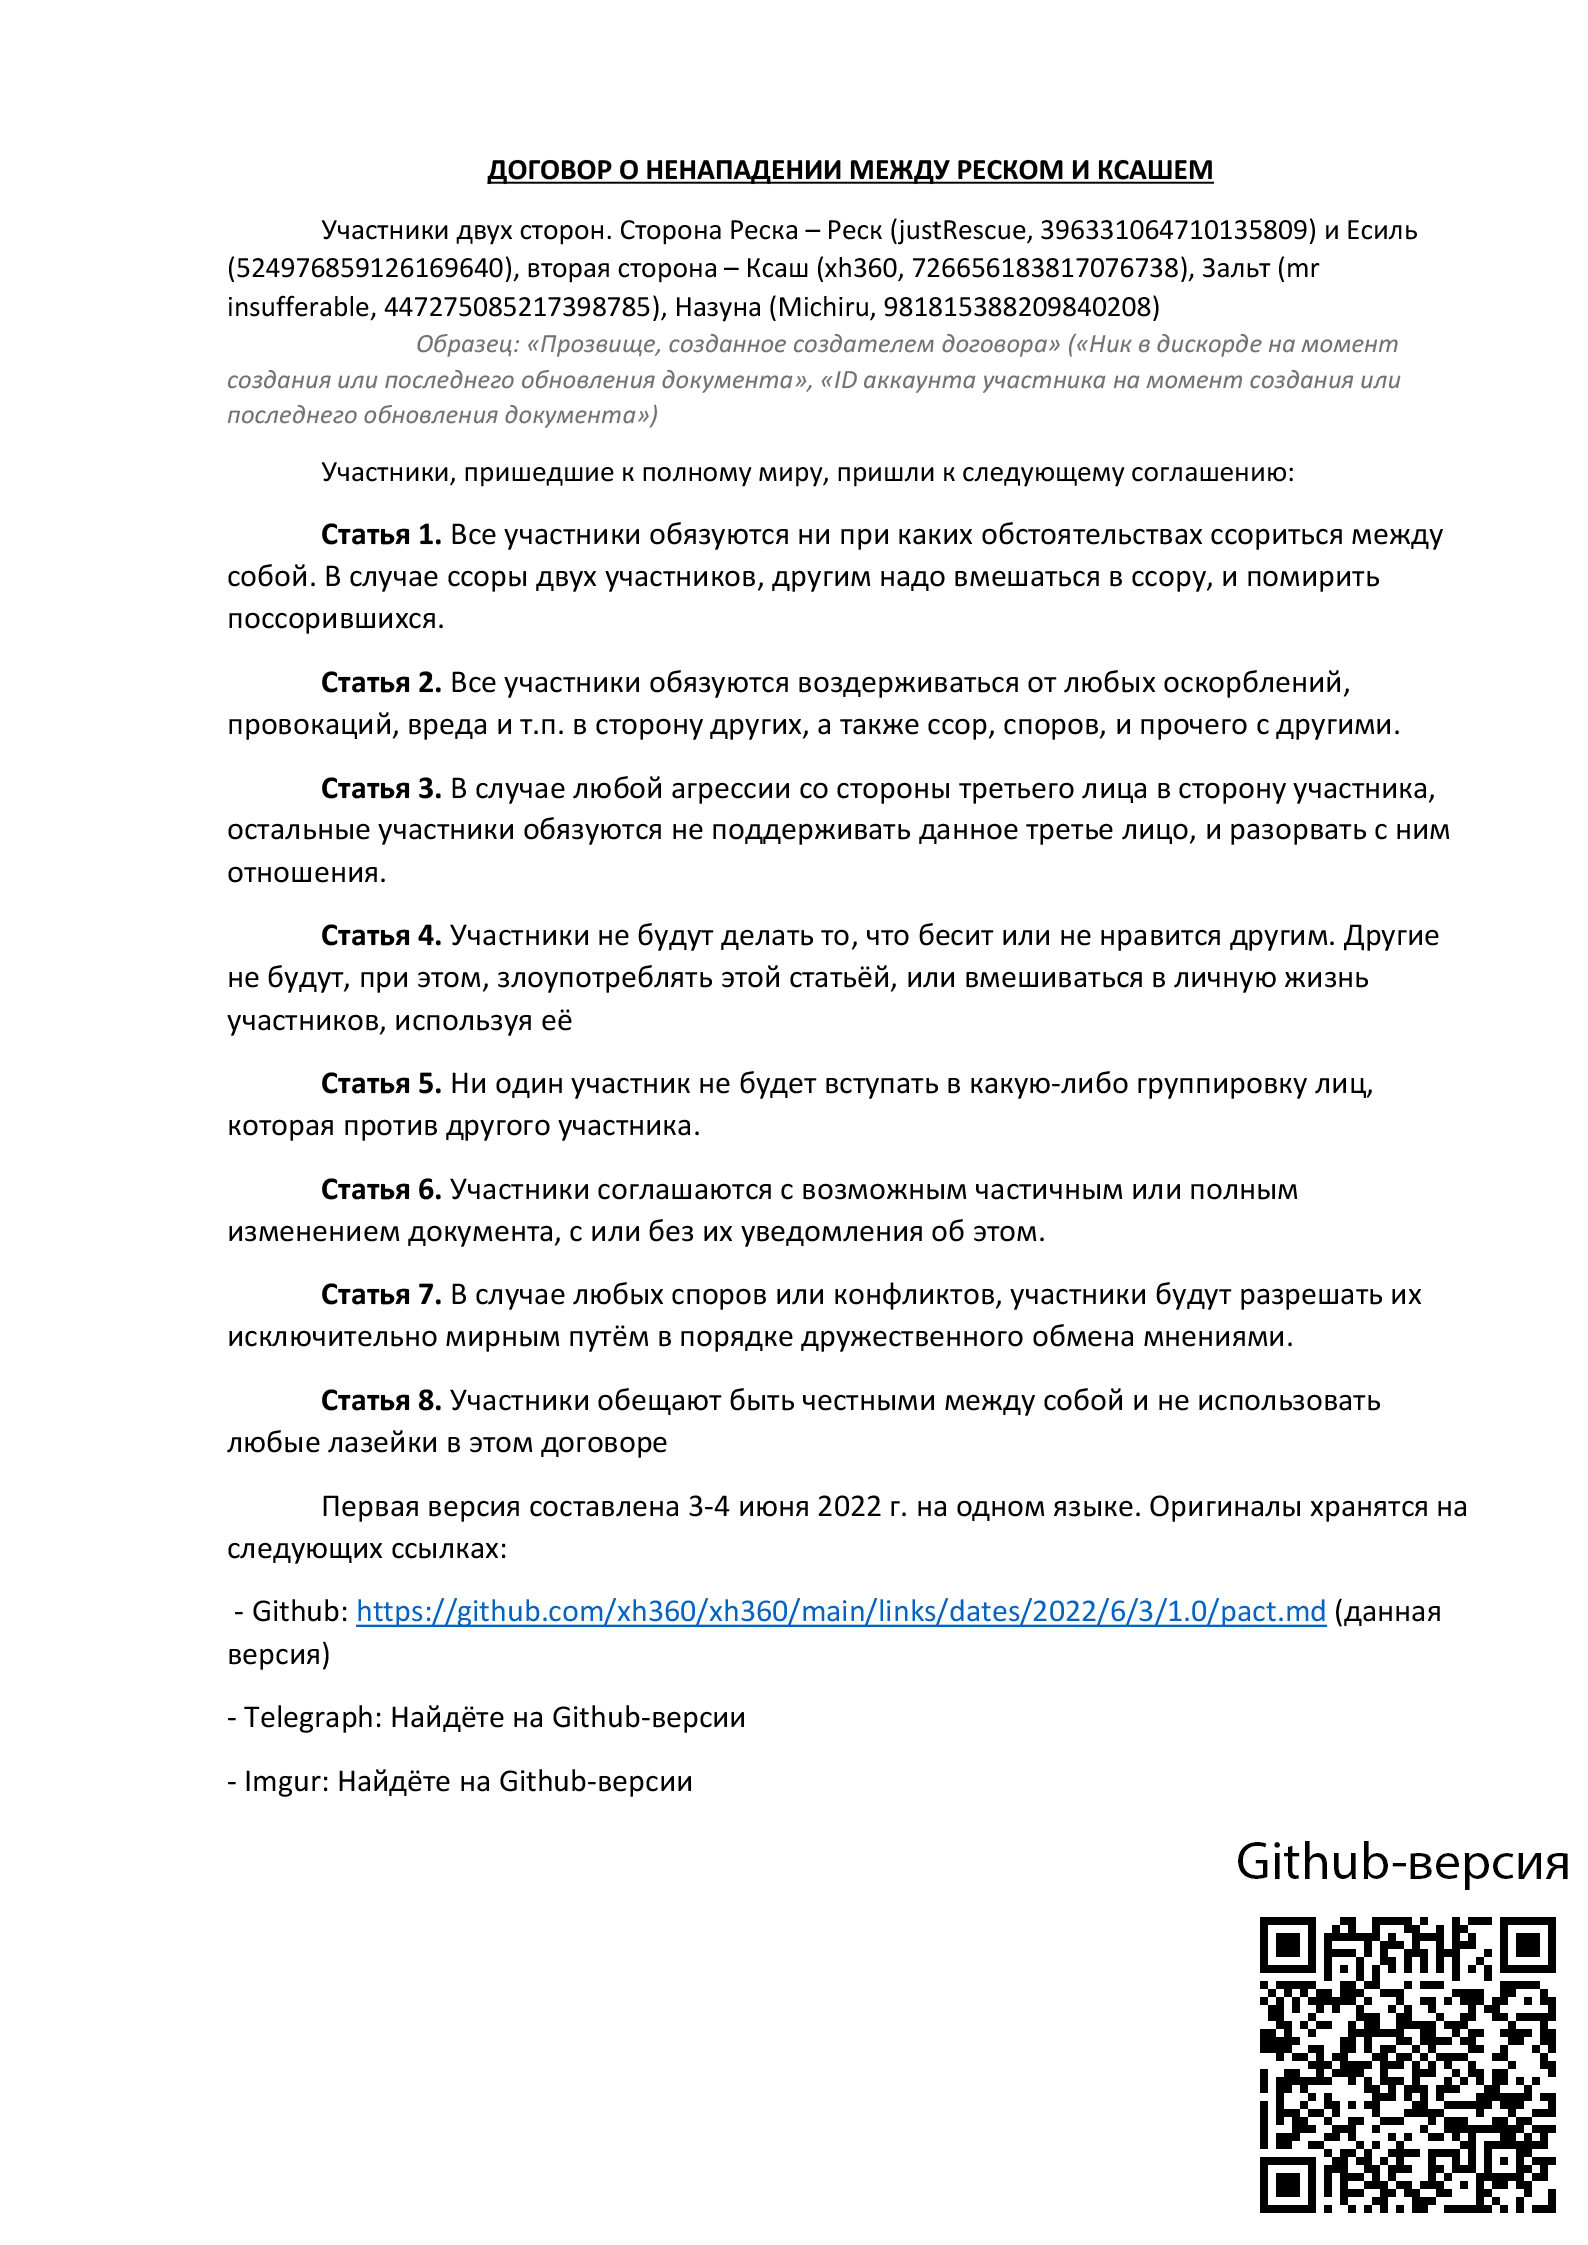 ДОГОВОР О НЕНАПАДЕНИИ МЕЖДУ РЕСКОМ И КСАШЕМ
Участники двух сторон. Сторона Реска – Реск (justRescue, 396331064710135809) и Есиль
(524976859126169640), вторая сторона – Ксаш (xh360, 726656183817076738), Зальт (mr
insufferable, 447275085217398785), Назуна (Michiru, 981815388209840208)
Образец: «Прозвище, созданное создателем договора» («Ник в дискорде на момент
создания или последнего обновления документа», «ID аккаунта участника на момент создания или
последнего обновления документа»)
Участники, пришедшие к полному миру, пришли к следующему соглашению:
Статья 1. Все участники обязуются ни при каких обстоятельствах ссориться между
собой. В случае ссоры двух участников, другим надо вмешаться в ссору, и помирить
поссорившихся.
Статья 2. Все участники обязуются воздерживаться от любых оскорблений,
провокаций, вреда и т.п. в сторону других, а также ссор, споров, и прочего с другими.
Статья 3. В случае любой агрессии со стороны третьего лица в сторону участника,
остальные участники обязуются не поддерживать данное третье лицо, и разорвать с ним
отношения.
Статья 4. Участники не будут делать то, что бесит или не нравится другим. Другие
не будут, при этом, злоупотреблять этой статьёй, или вмешиваться в личную жизнь
участников, используя её
Статья 5. Ни один участник не будет вступать в какую-либо группировку лиц,
которая против другого участника.
Статья 6. Участники соглашаются с возможным частичным или полным
изменением документа, с или без их уведомления об этом.
Статья 7. В случае любых споров или конфликтов, участники будут разрешать их
исключительно мирным путём в порядке дружественного обмена мнениями.
Статья 8. Участники обещают быть честными между собой и не использовать
любые лазейки в этом договоре
Первая версия составлена 3-4 июня 2022 г. на одном языке. Оригиналы хранятся на
следующих ссылках:
- Github: https://github.com/xh360/xh360/main/links/dates/2022/6/3/1.0/pact.md (данная
версия)
- Telegraph: Найдёте на Github-версии
- Imgur: Найдёте на Github-версии
Github-версия